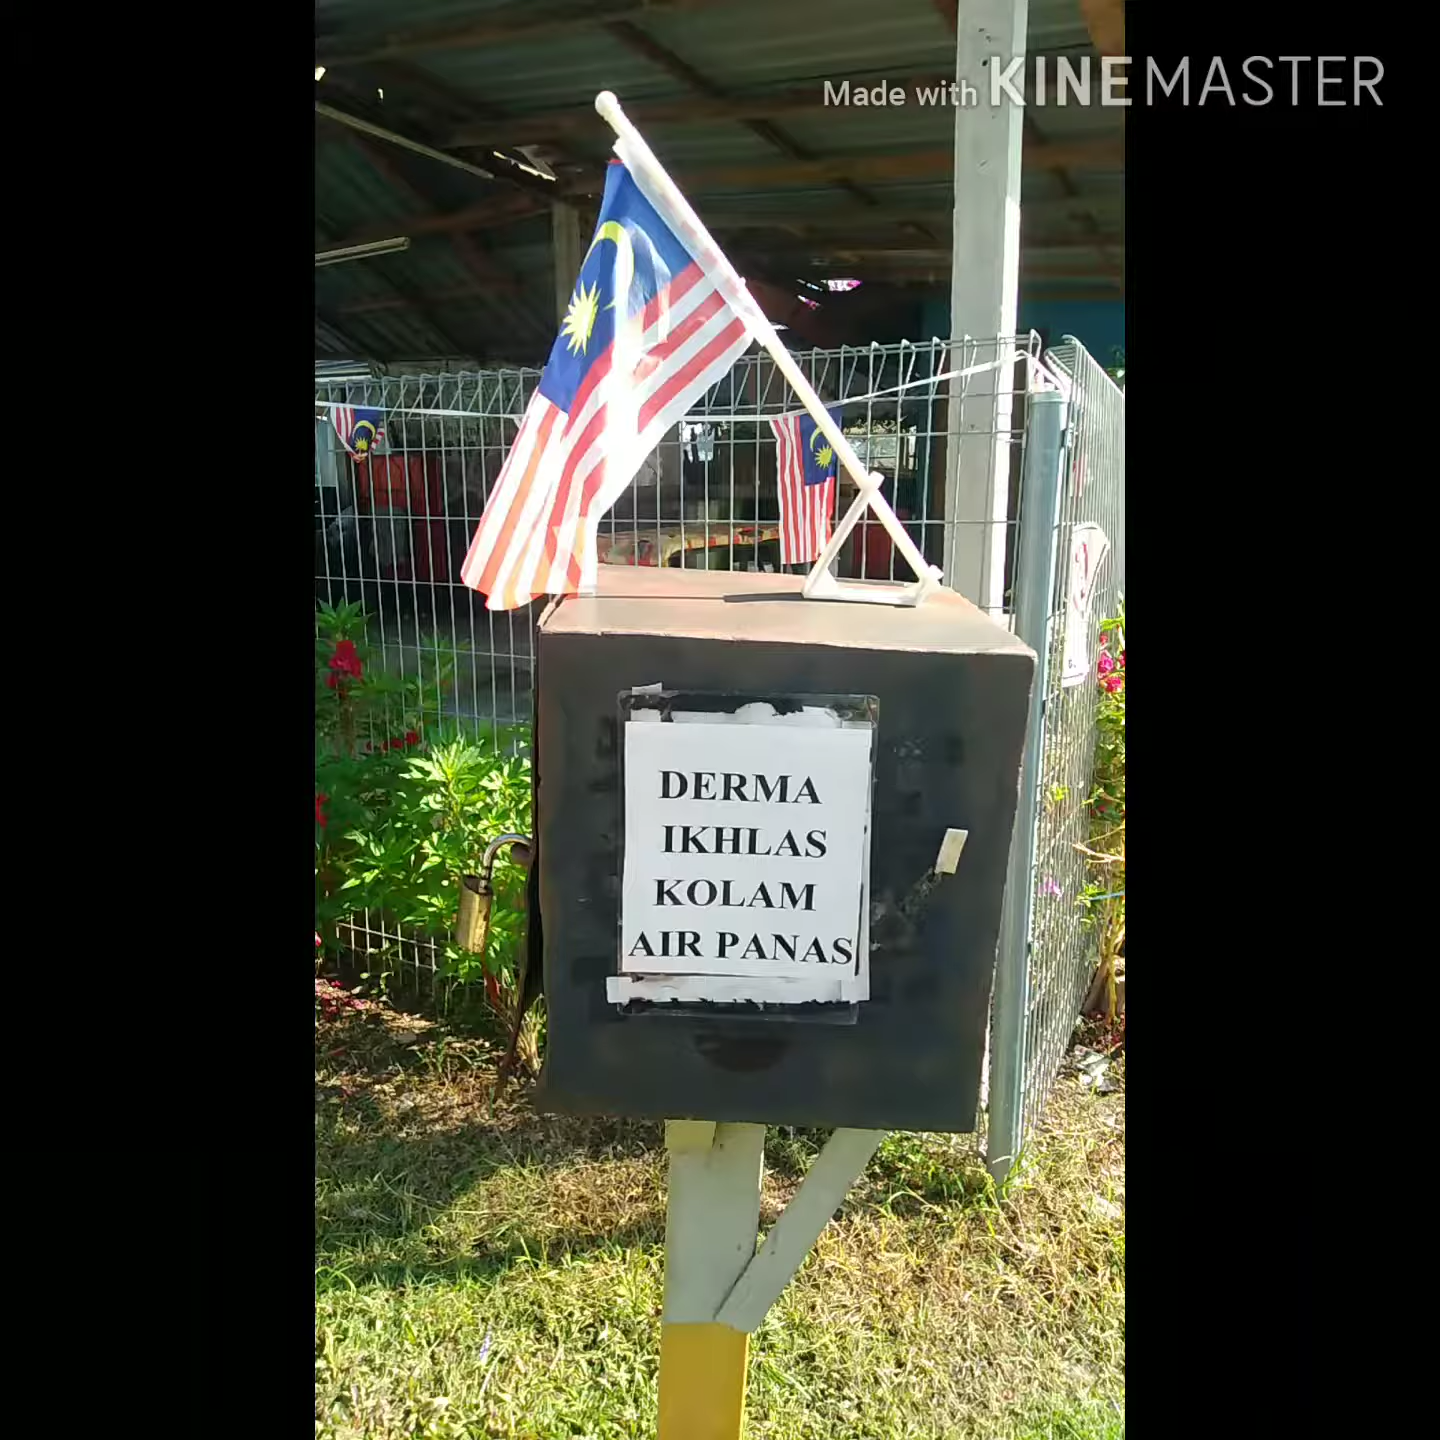 Made with KINEMASTER
DERMA
IKHLAS
KOLAM
AIR PANAS